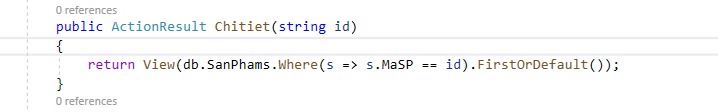 0 references
public ActionResult Chitiet(string id)
{
return View(db.SanPhams.Where(s => s.MaSP == id).FirstOrDefault());
}
0 references